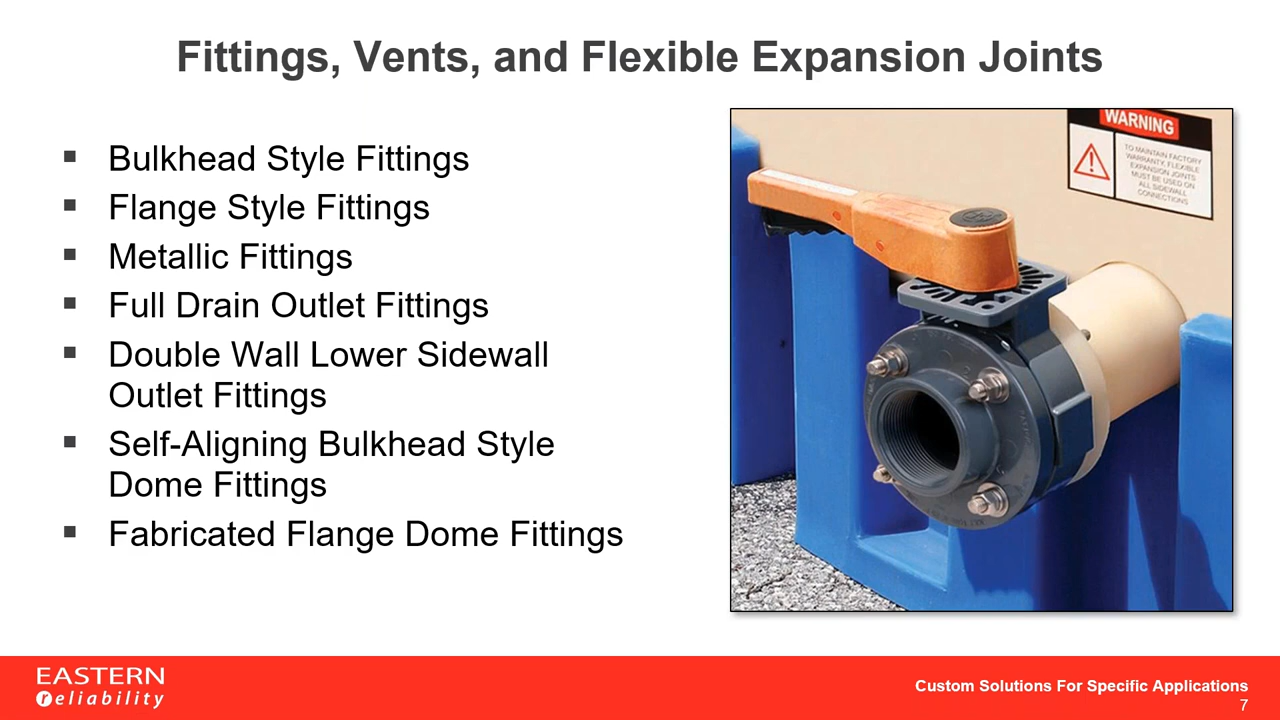 Fittings, Vents, and Flexible Expansion Joints
▪ Bulkhead Style Fittings
▪ Flange Style Fittings
▪ Metallic Fittings
▪ Full Drain Outlet Fittings
▪ Double Wall Lower Sidewall
Outlet Fittings
▪ Self-Aligning Bulkhead Style
Dome Fittings
▪ Fabricated Flange Dome Fittings
WARNING
TO MAINTAIN FACTORY
WARRANTY, FLEXIBLE
EXPANSION JOINTS
MUST BE USED ON
ALL SIDEWALL
CONNECTIONS
EASTERN
reliability
Custom Solutions For Specific Applications
7